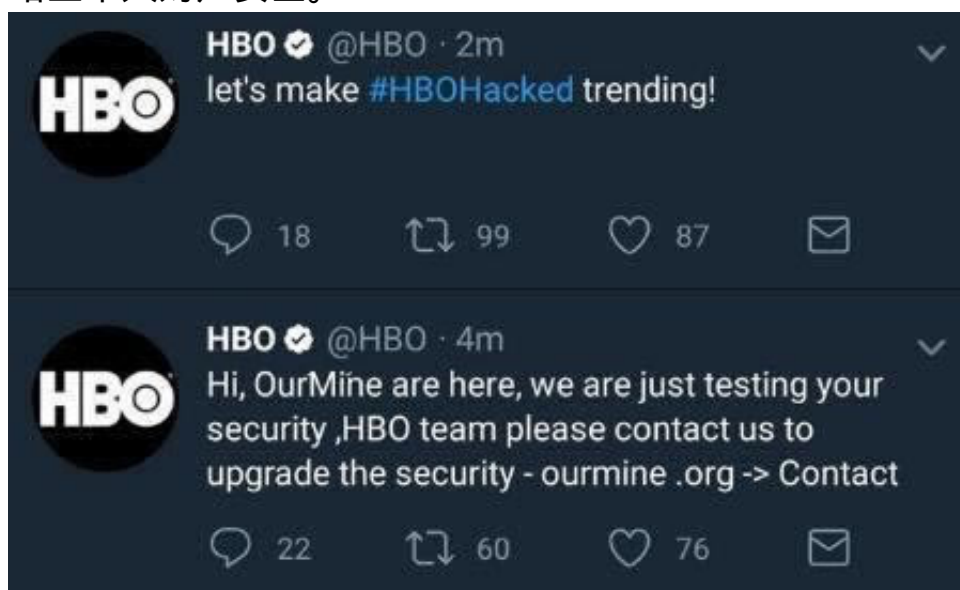 HBO
HBO @HBO · 2m
let's make #HBOHacked trending!
18 99 87
HBO
HBO @HBO · 4m
Hi, OurMine are here, we are just testing your
security ,HBO team please contact us to
upgrade the security - ourmine .org -> Contact
22 60 76